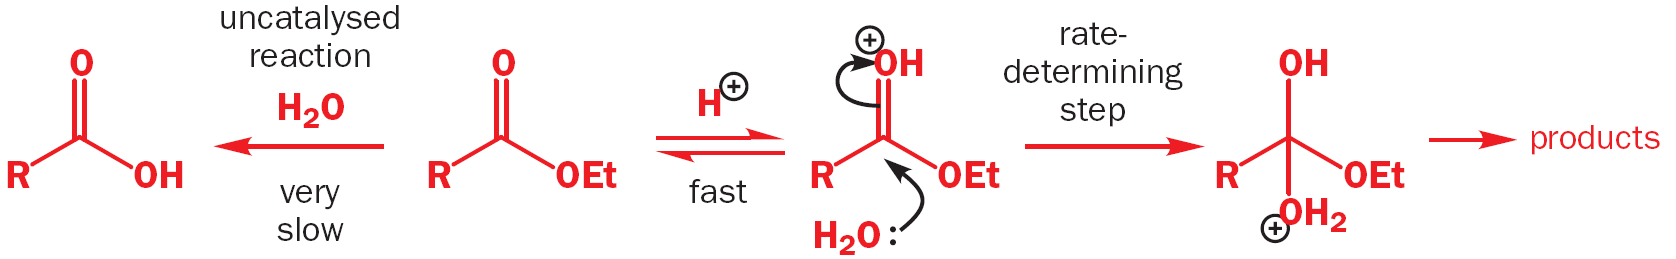 uncatalysed
reaction
H2O
very
slow
O
R
OH
O
R
OEt
H⊕
fast
⊕
OH
R
OEt
H2O:
rate-
determining
step
OH
R
OEt
⊕OH2
products